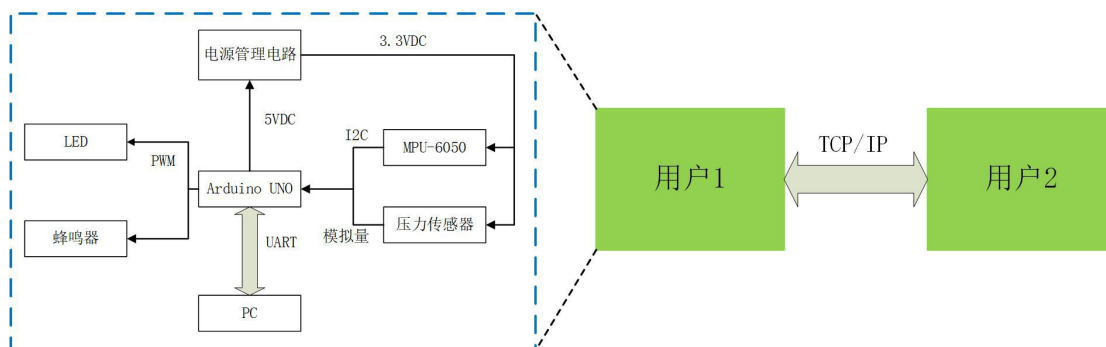 电源管理电路
3.3VDC
5VDC
LED
PWM
I2C
MPU-6050
Arduino UNO
蜂鸣器
UART
模拟量
压力传感器
PC
用户1
TCP/IP
用户2